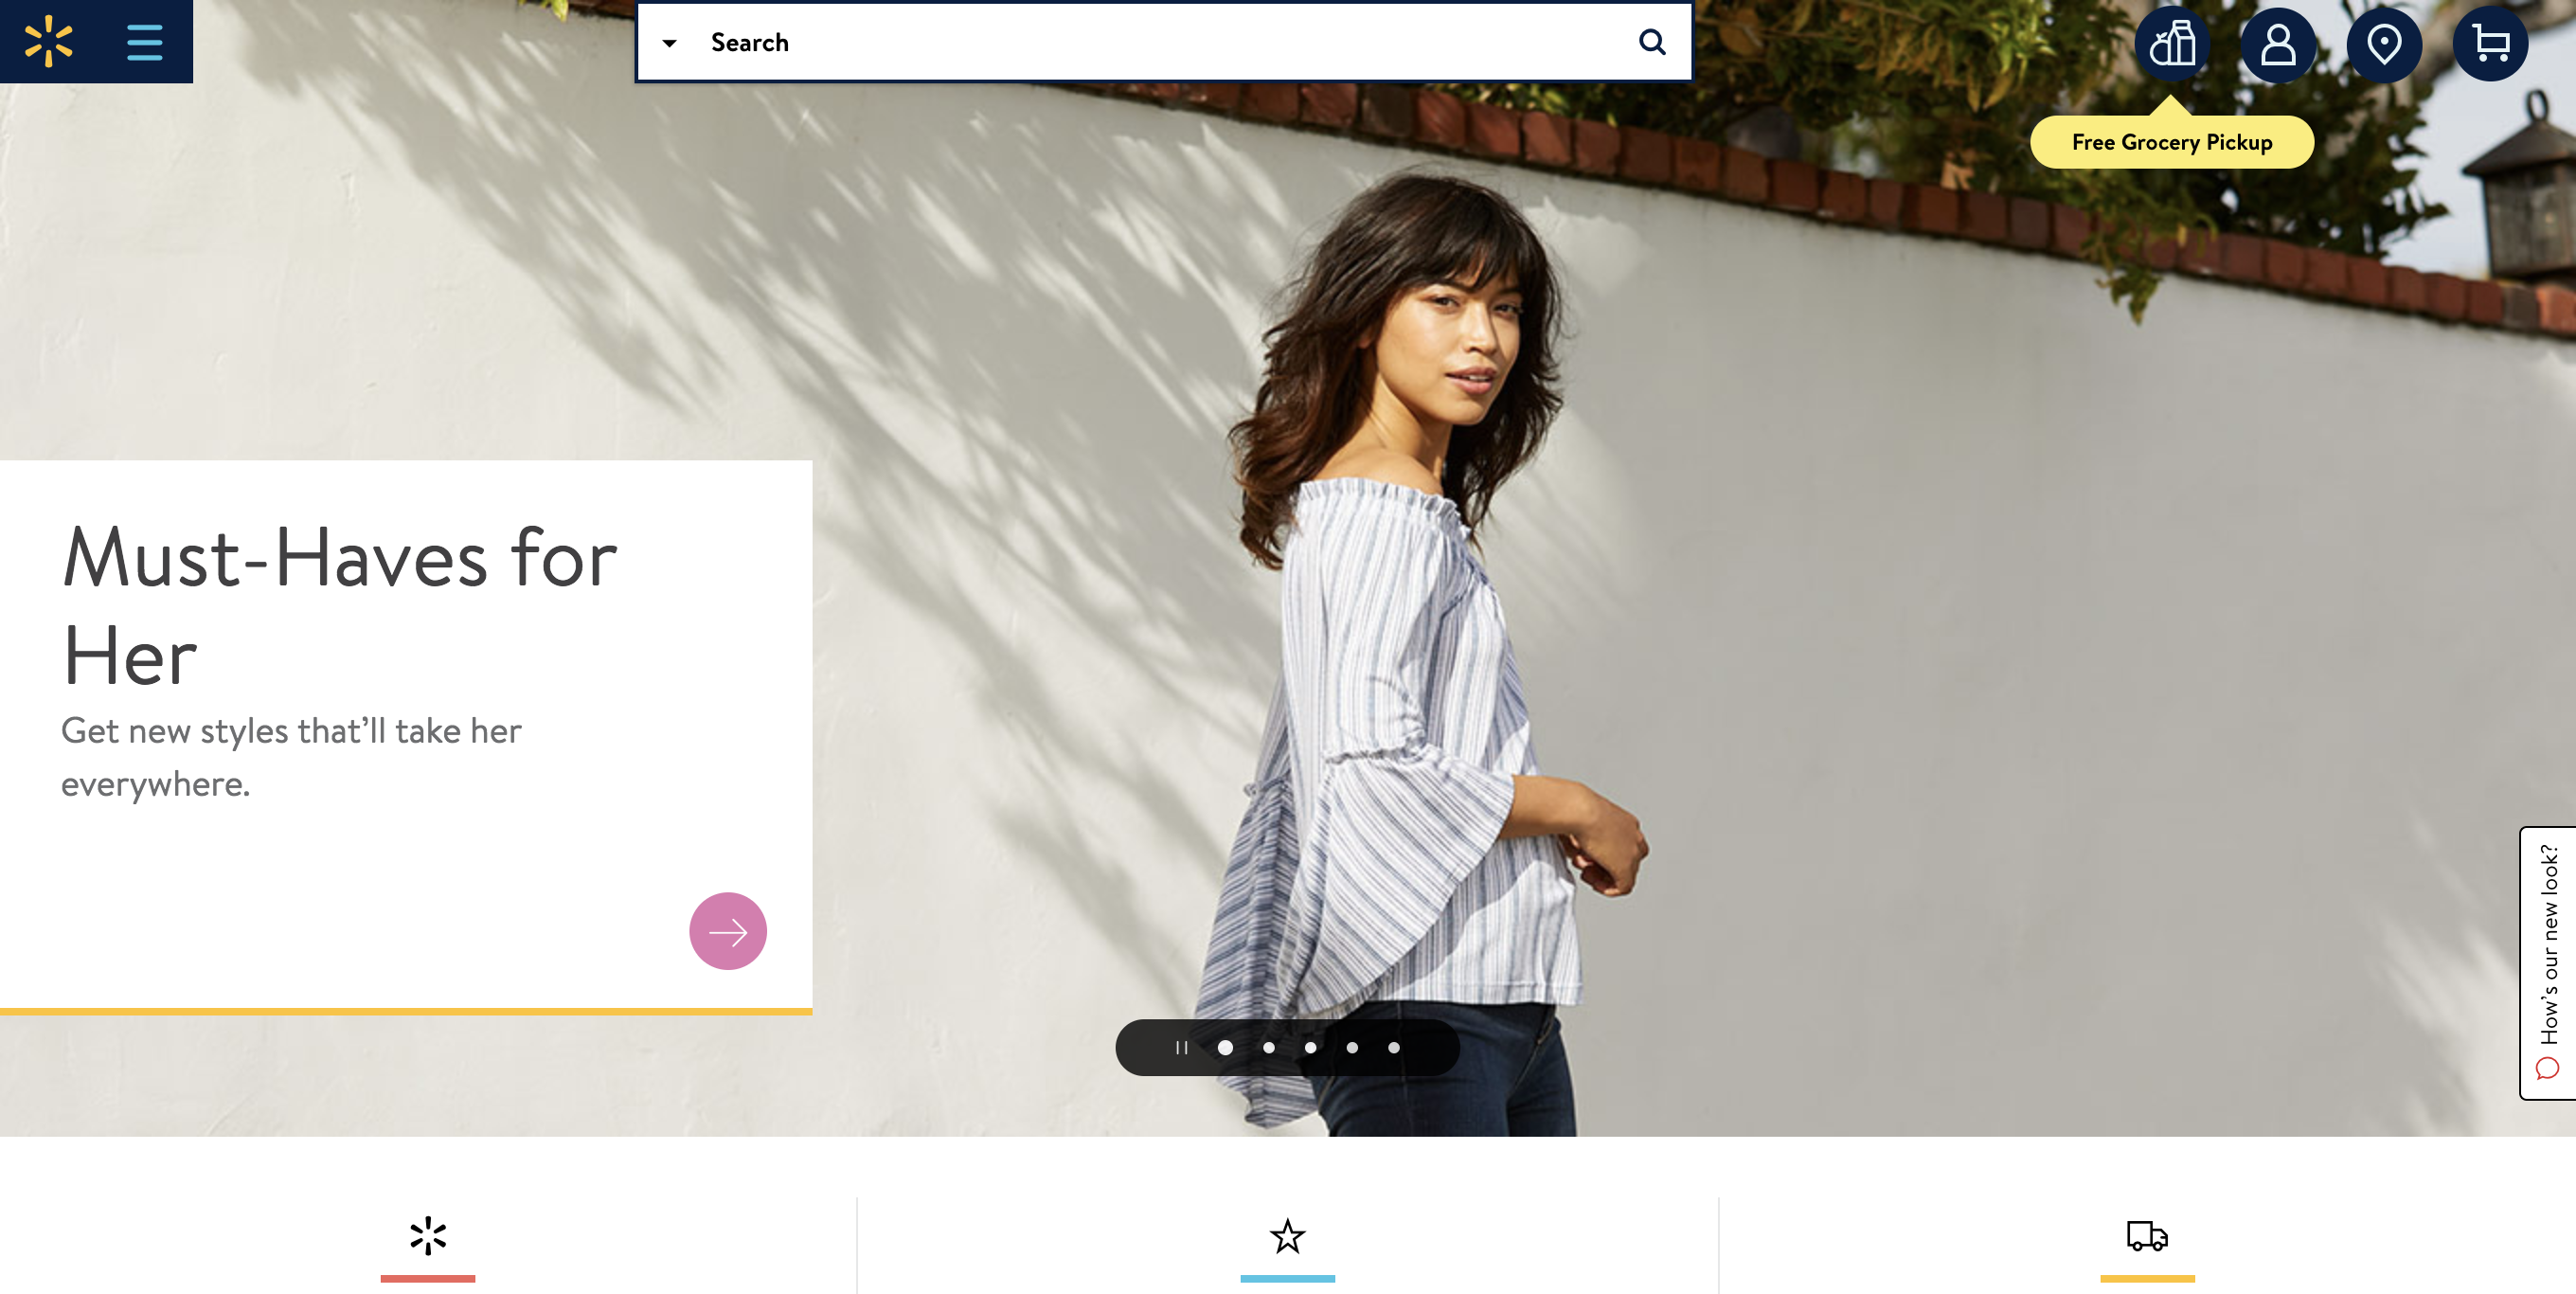 Search
Free Grocery Pickup
Must-Haves for
Her
Get new styles that’ll take her
everywhere.
How’s our new look?